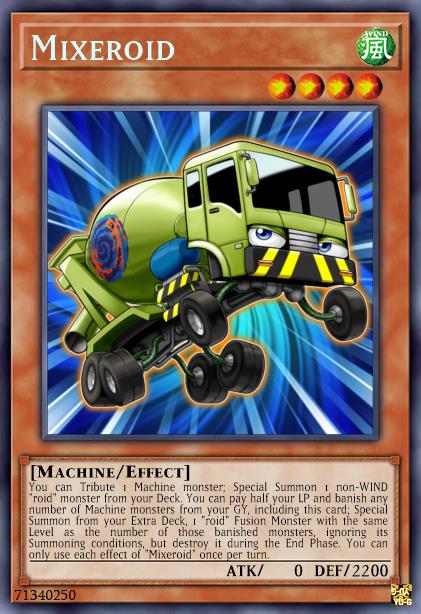 MIXEROID
WIND
風
[MACHINE/EFFECT]
You can Tribute 1 Machine monster; Special Summon 1 non-WIND
"roid" monster from your Deck. You can pay half your LP and banish any
number of Machine monsters from your GY, including this card; Special
Summon from your Extra Deck, 1 "roid" Fusion Monster with the same
Level as the number of those banished monsters, ignoring its
Summoning conditions, but destroy it during the End Phase. You can
only use each effect of "Mixeroid" once per turn.
ATK/ 0 DEF/2200
71340250